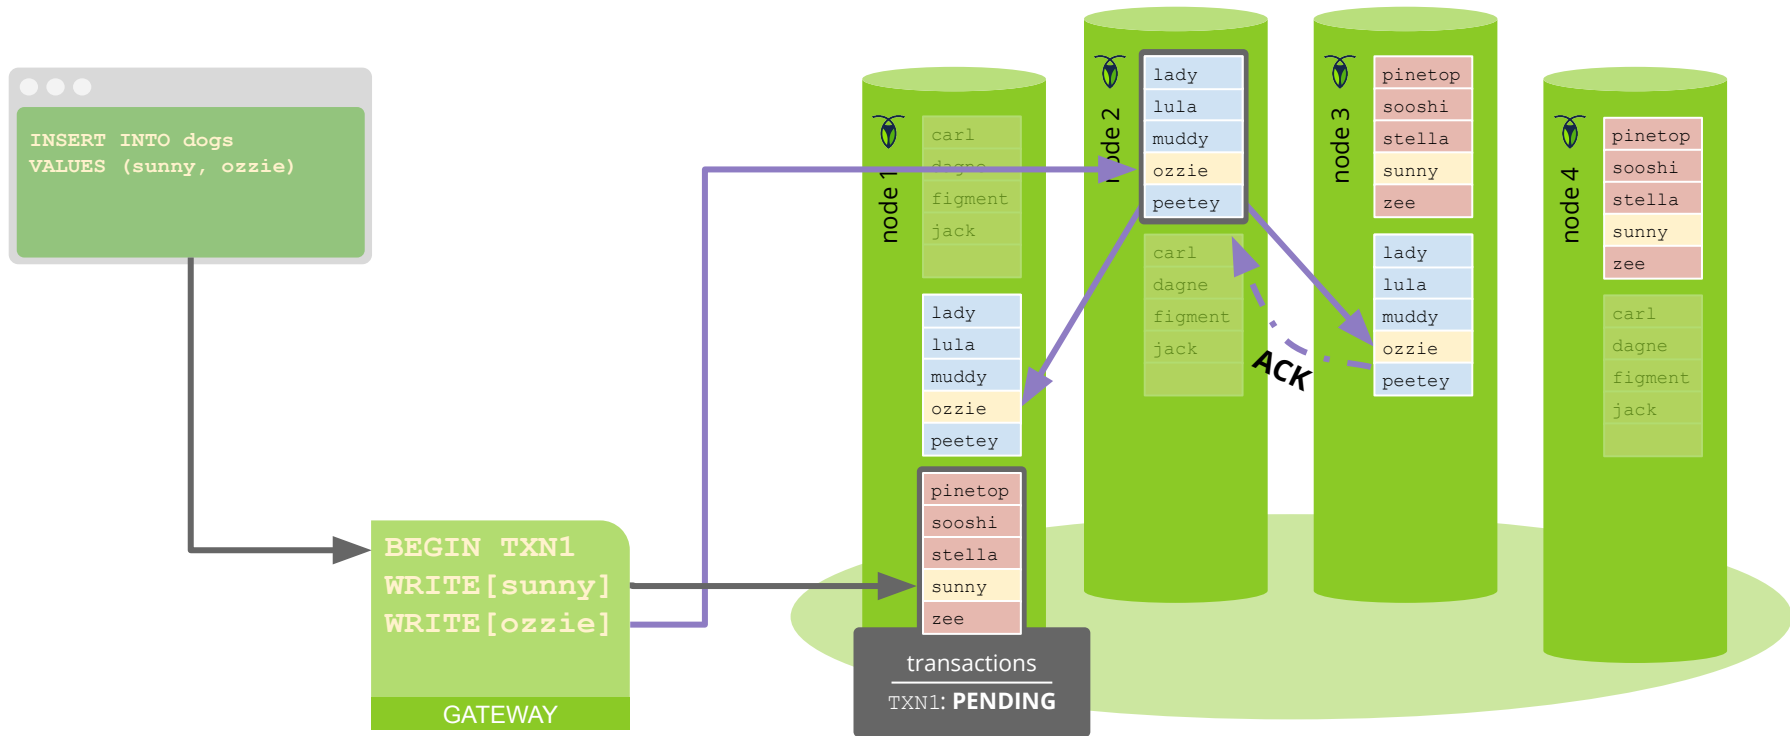 INSERT INTO dogs
VALUES (sunny, ozzie)
BEGIN TXN1
WRITE[sunny]
WRITE[ozzie]
GATEWAY
node 1
carl
dagne
figment
jack
lady
lula
muddy
ozzie
peetey
pinetop
sooshi
stella
sunny
zee
transactions
TXN1: PENDING
node 2
lady
lula
muddy
ozzie
peetey
carl
dagne
figment
jack
ACK
node 3
pinetop
sooshi
stella
sunny
zee
lady
lula
muddy
ozzie
peetey
node 4
pinetop
sooshi
stella
sunny
zee
carl
dagne
figment
jack